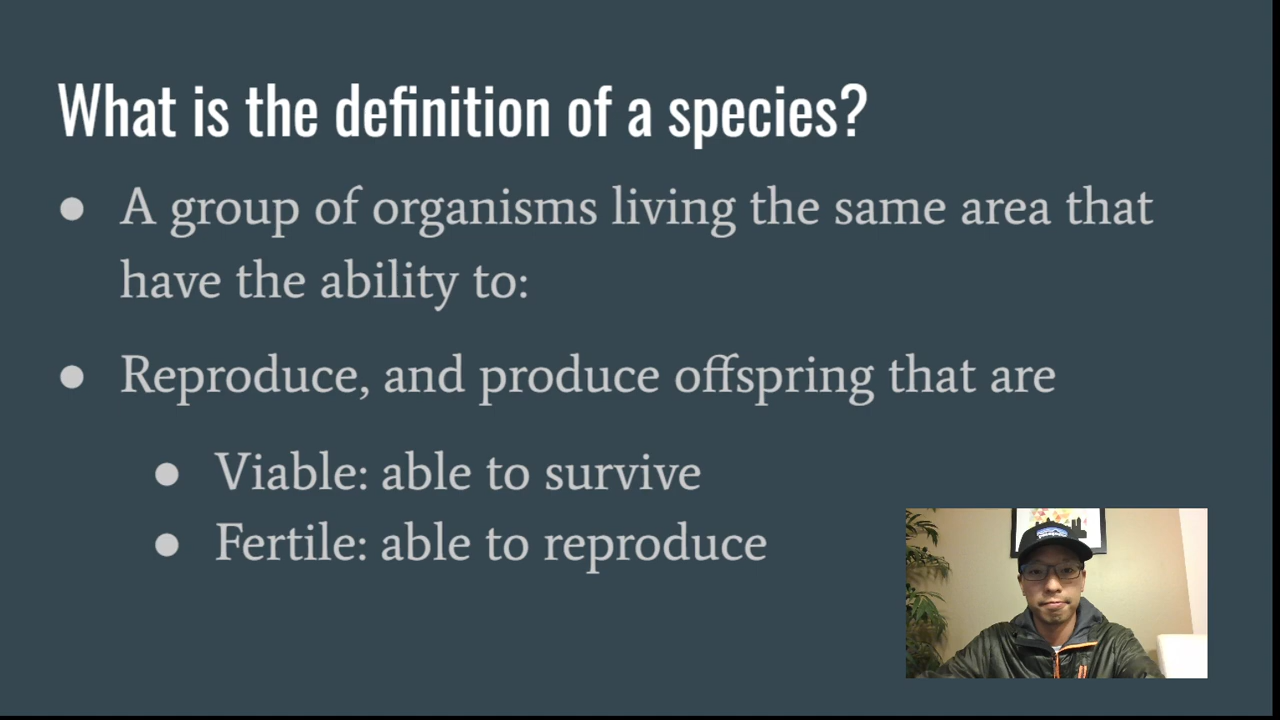 What is the definition of a species?
● A group of organisms living the same area that
have the ability to:
● Reproduce, and produce offspring that are
● Viable: able to survive
● Fertile: able to reproduce